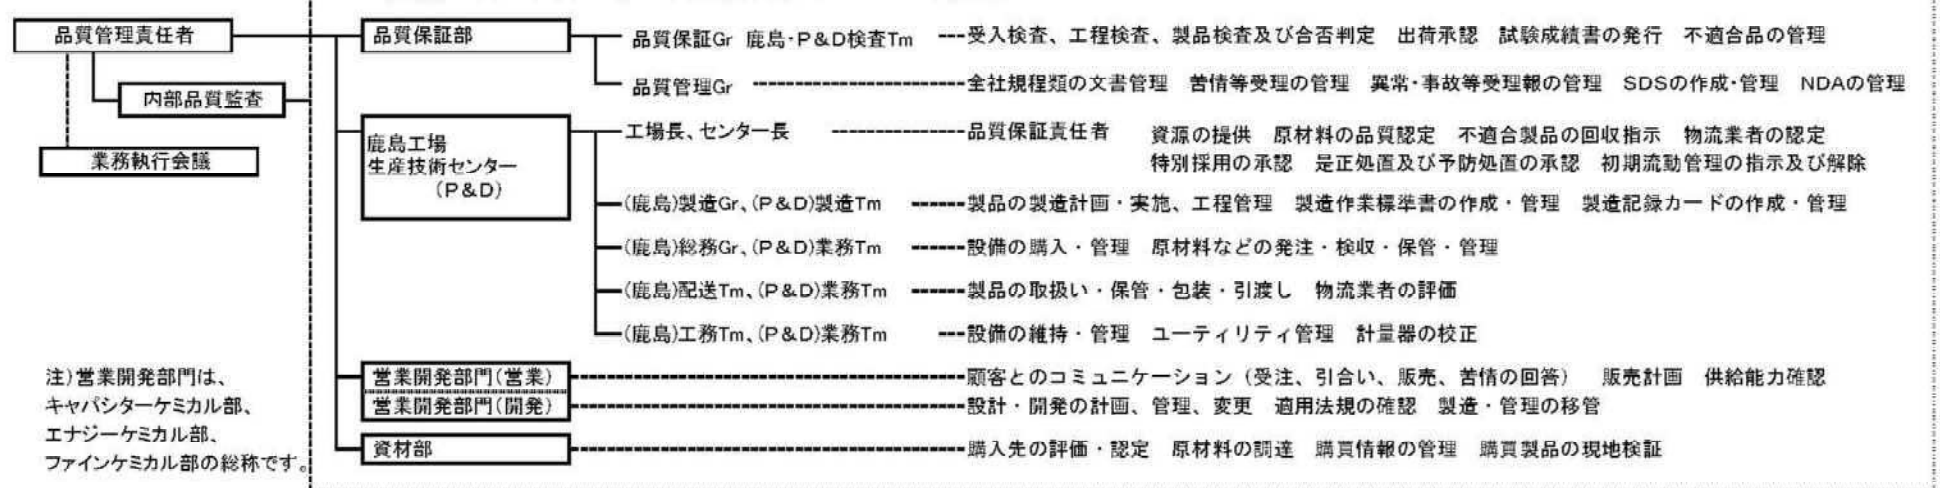 品質管理責任者
品質保証部
品質保証Gr 鹿島・P&D検査Tm
受入検査、工程検査、製品検査及び合否判定 出荷承認 試験成績書の発行 不適合品の管理
内部品質監査
品質管理Gr
全社規程類の文書管理 苦情等受理の管理 異常・事故等受理報の管理 SDSの作成・管理 NDAの管理
業務執行会議
鹿島工場
生産技術センター
(P&D)
工場長、センター長
品質保証責任者
資源の提供 原材料の品質認定 不適合製品の回収指示 物流業者の認定
特別採用の承認 是正処置及び予防処置の承認 初期流動管理の指示及び解除
(鹿島)製造Gr、(P&D)製造Tm
製品の製造計画・実施、工程管理 製造作業標準書の作成・管理 製造記録カードの作成・管理
(鹿島)総務Gr、(P&D)業務Tm
設備の購入・管理 原材料などの発注・検収・保管・管理
(鹿島)配送Tm、(P&D)業務Tm
製品の取扱い・保管・包装・引渡し 物流業者の評価
(鹿島)工務Tm、(P&D)業務Tm
設備の維持・管理 ユーティリティ管理 計量器の校正
営業開発部門(営業)
顧客とのコミュニケーション(受注、引合い、販売、苦情の回答) 販売計画 供給能力確認
営業開発部門(開発)
設計・開発の計画、管理、変更 適用法規の確認 製造・管理の移管
資材部
購入先の評価・認定 原材料の調達 購買情報の管理 購買製品の現地検証
注)営業開発部門は、
キャパシターケミカル部、
エナジーケミカル部、
ファインケミカル部の総称です。